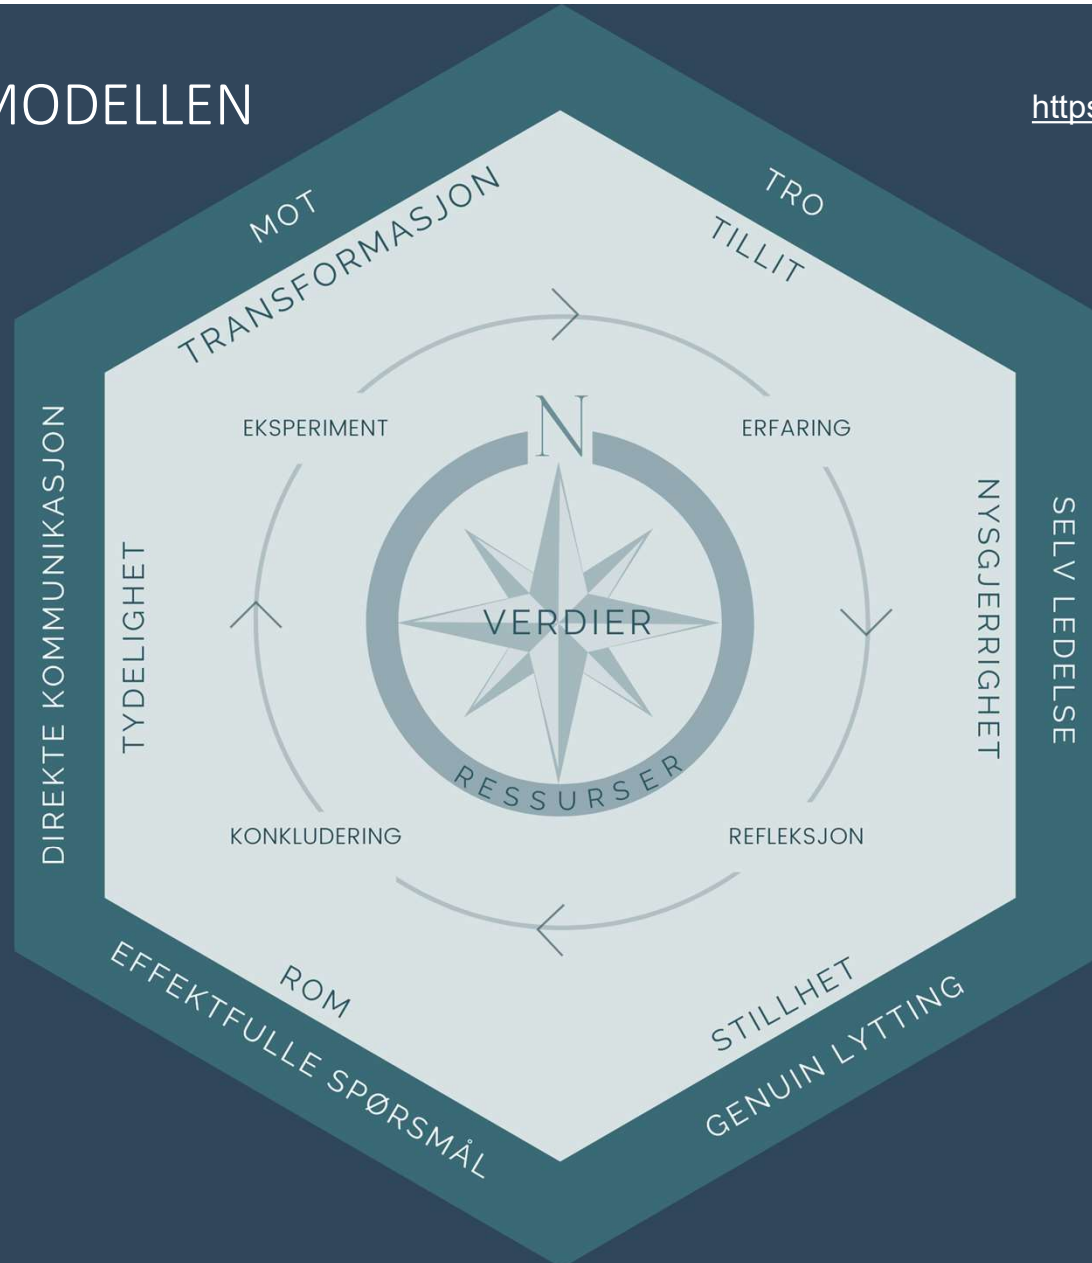 MODELLEN
https
MOT
TRANSFORMASJON
TRO
TILLIT
EKSPERIMENT
N
ERFARING
DIREKTE KOMMUNIKASJON
TYDELIGHET
VERDIER
NYSGJERRIGHET
SELV LEDELSE
RESSURSER
KONKLUDERING
REFLEKSJON
ROM
EFFEKTFULLE SPØRSMÅL
STILLHET
GENUIN LYTTING